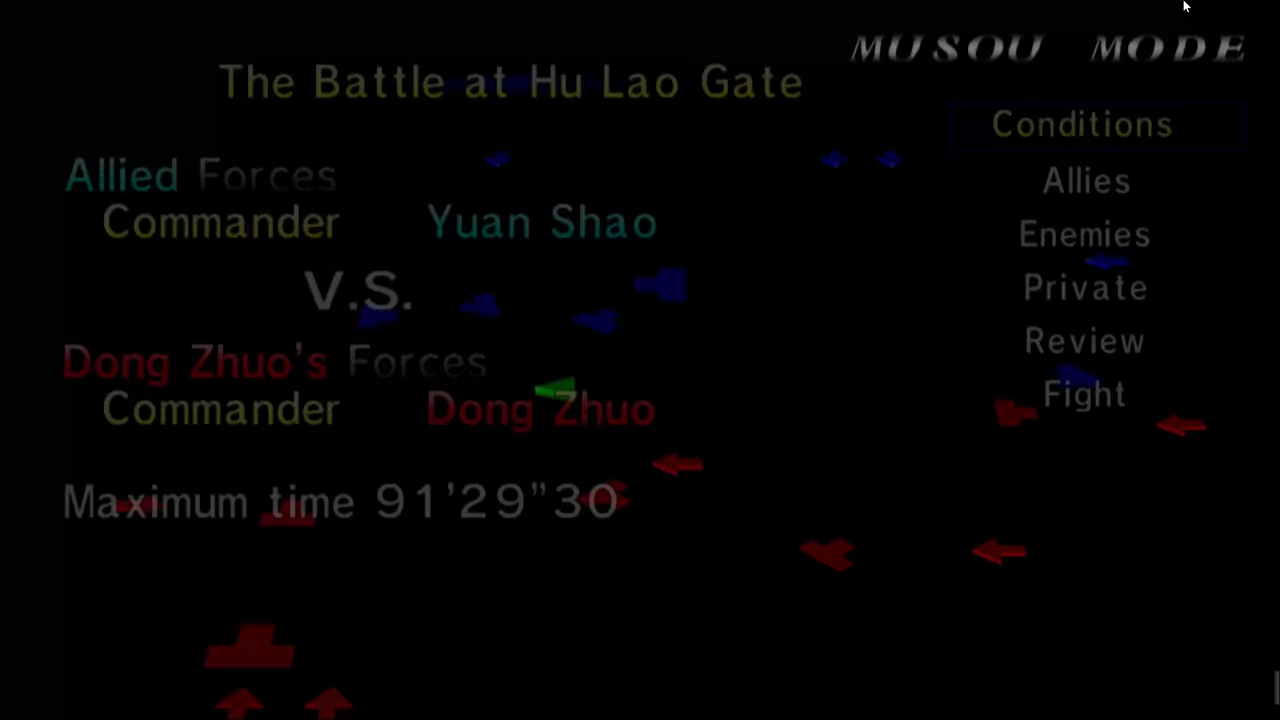 MUSOU MODE
The Battle at Hu Lao Gate
Conditions
Allied Forces
Allies
Commander Yuan Shao
Enemies
V.S.
Private
Review
Dong Zhuo's Forces
Fight
Commander Dong Zhuo
Maximum time 91'29"30